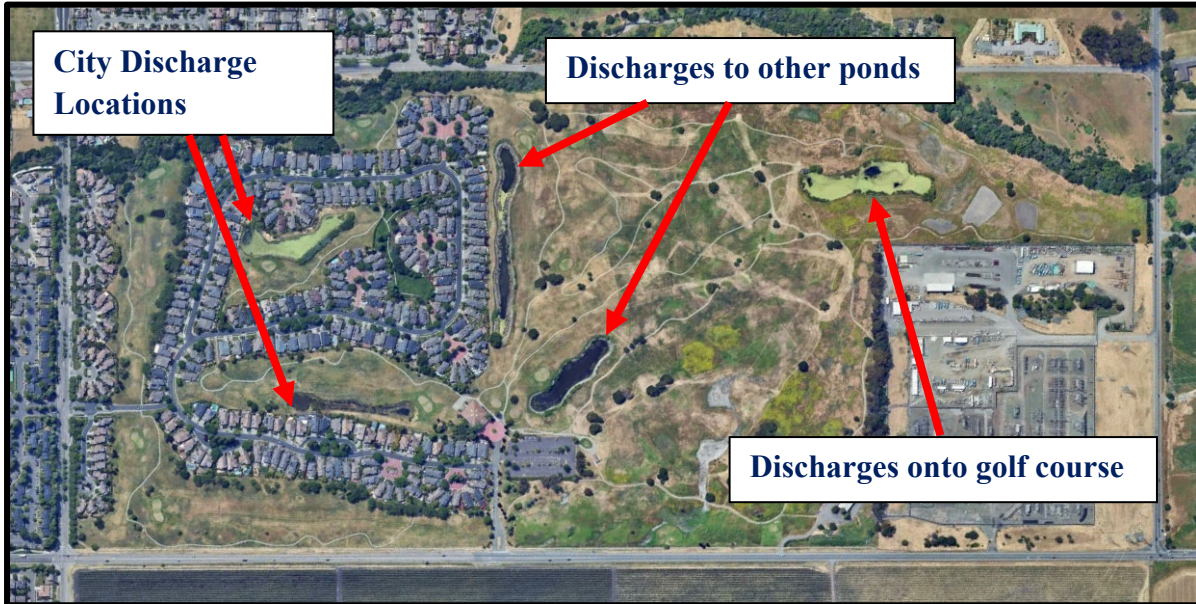 City Discharge
Locations
Discharges to other ponds
Discharges onto golf course